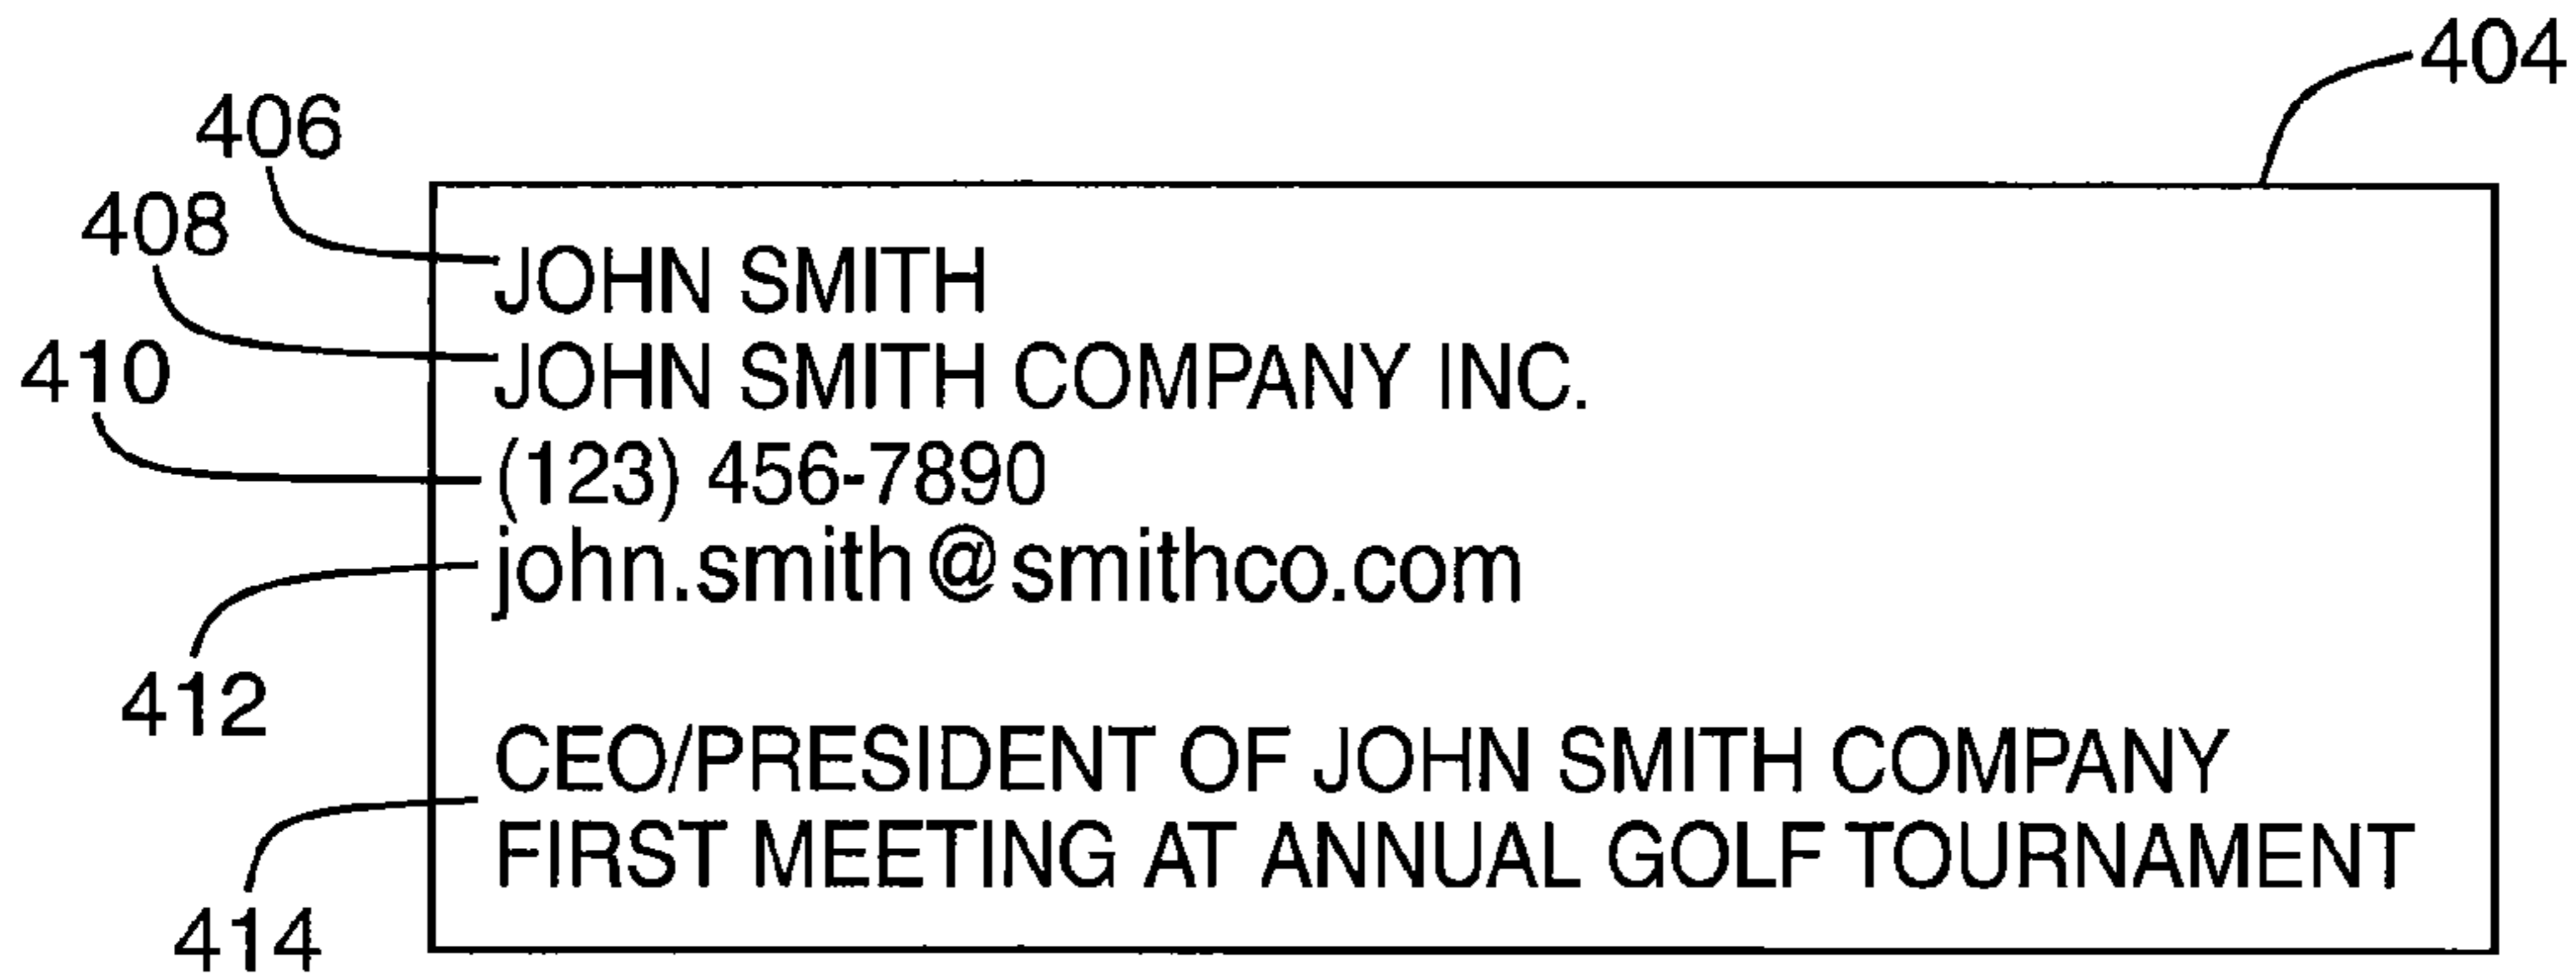 404
406
408
410
412
414
JOHN SMITH
JOHN SMITH COMPANY INC.
(123) 456-7890
john.smith@smithco.com
CEO/PRESIDENT OF JOHN SMITH COMPANY
FIRST MEETING AT ANNUAL GOLF TOURNAMENT